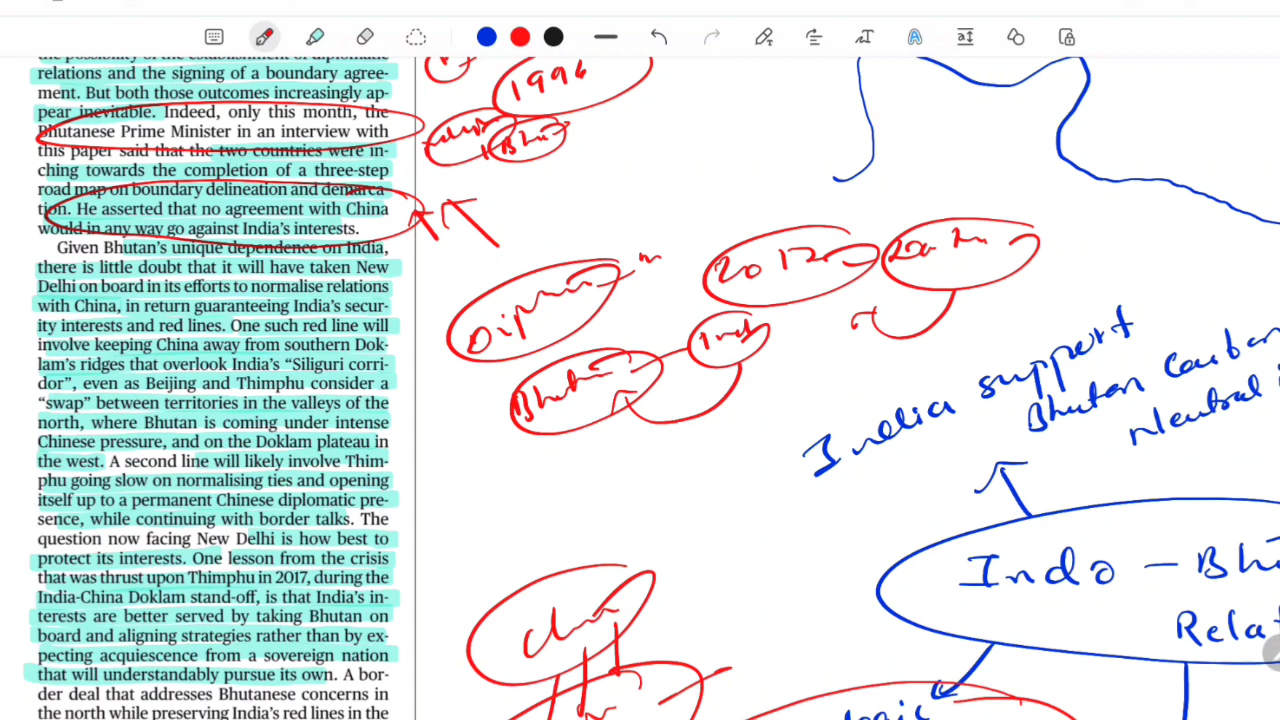 the possibility of the establishment of diplomatic
relations and the signing of a boundary agree-
ment. But both those outcomes increasingly ap-
pear inevitable. Indeed, only this month, the
Bhutanese Prime Minister in an interview with
this paper said that the two countries were in-
ching towards the completion of a three-step
road map on boundary delineation and demarca-
tion. He asserted that no agreement with China
would in any way go against India's interests.
Given Bhutan's unique dependence on India,
there is little doubt that it will have taken New
Delhi on board in its efforts to normalise relations
with China, in return guaranteeing India's secur-
ity interests and red lines. One such red line will
involve keeping China away from southern Dok-
lam's ridges that overlook India's “Siliguri corri-
dor”, even as Beijing and Thimphu consider a
“swap” between territories in the valleys of the
north, where Bhutan is coming under intense
Chinese pressure, and on the Doklam plateau in
the west. A second line will likely involve Thim-
phu going slow on normalising ties and opening
itself up to a permanent Chinese diplomatic pre-
sence, while continuing with border talks. The
question now facing New Delhi is how best to
protect its interests. One lesson from the crisis
that was thrust upon Thimphu in 2017, during the
India-China Doklam stand-off, is that India's in-
terests are better served by taking Bhutan on
board and aligning strategies rather than by ex-
pecting acquiescence from a sovereign nation
that will understandably pursue its own. A bor-
der deal that addresses Bhutanese concerns in
the north while preserving India's red lines in the
1996
India support
Bhutan carbon
Neutral
Indo - Bh
Relat